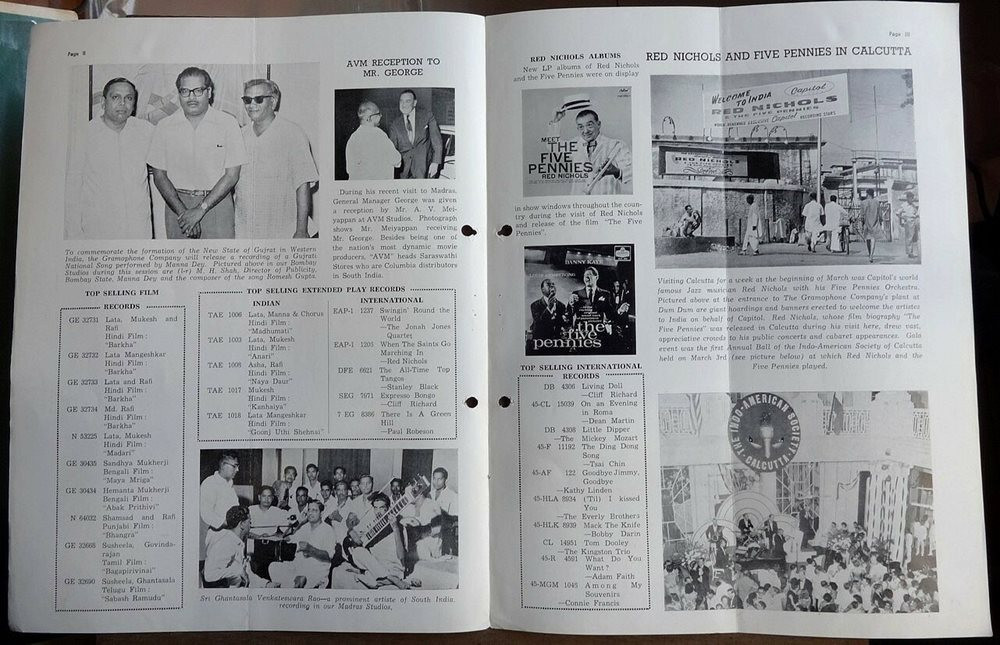 Page II
To commemorate the formation of the New State of Gujrat in Western
India, the Gramophone Company will release a recording of a Gujrati
National Song performed by Manna Dey. Pictured above in our Bombay
Studios during this session are (l-r) M. H. Shah, Director of Publicity,
Bombay State, Manna Dey and the composer of the song Romesh Gupta.
AVM RECEPTION TO
MR. GEORGE
During his recent visit to Madras,
General Manager George was given
a reception by Mr. A. V. Mei-
yappan at AVM Studios. Photograph
shows Mr. Meiyappan receiving
Mr. George. Besides being one of
the nation's most dynamic movie
producers, "AVM" heads Saraswathi
Stores who are Columbia distributors
in South India.
TOP SELLING FILM
RECORDS
GE 32731 Lata, Mukesh and
Rafi
Hindi Film:
"Barkha"
GE 32732 Lata Mangeshkar
Hindi Film:
"Barkha"
GE 32733 Lata and Rafi
Hindi Film:
"Barkha"
GE 32734 Md. Rafi
Hindi Film:
"Barkha"
N 53225 Lata, Mukesh
Hindi Film:
"Madari"
GE 30435 Sandhya Mukherji
Bengali Film:
"Maya Mriga"
GE 30434 Hemanta Mukherji
Bengali Film:
"Abak Prithivi"
N 64032 Shamsad and Rafi
Punjabi Film:
"Bhangra"
GE 32668 Susheela, Govinda-
rajan
Tamil Film:
"Bagapirivinai"
GE 32690 Susheela, Ghantasala
Telugu Film:
"Sabash Ramudu"
TOP SELLING EXTENDED PLAY RECORDS
INDIAN
TAE 1006 Lata, Manna & Chorus
Hindi Film:
"Madhumati"
TAE 1003 Lata, Mukesh
Hindi Film:
"Anari"
TAE 1005 Asha, Rafi
Hindi Film:
"Naya Daur"
TAE 1017 Mukesh
Hindi Film:
"Kanhaiya"
TAE 1018 Lata Mangeshkar
Hindi Film:
"Goonj Uthi Shehnai"
INTERNATIONAL
EAP-1 1237 Swingin' Round the
World
—The Jonah Jones
Quartet
EAP-1 1203 When The Saints Go
Marching In
—Red Nichols
DFE 6621 The All-Time Top
Tangos
—Stanley Black
SEG 7971 Expresso Bongo
—Cliff Richard
7 EG 8386 There Is A Green
Hill
—Paul Robeson
Sri Ghantasala Venkateswara Rao—a prominent artiste of South India,
recording in our Madras Studios.
Page III
RED NICHOLS ALBUMS
New LP albums of Red Nichols
and the Five Pennies were on display
MEET
THE
FIVE
PENNIES
RED NICHOLS
in show windows throughout the coun-
try during the visit of Red Nichols
and release of the film "The Five
Pennies".
DANNY KAYE
LOUIS ARMSTRONG
the
five
pennies
TOP SELLING INTERNATIONAL
RECORDS
DB 4306 Living Doll
—Cliff Richard
45-CL 15039 On an Evening
in Roma
—Dean Martin
DB 4308 Little Dipper
—The Mickey Mozart
45-F 11192 The Ding Dong
Song
—Tsai Chin
45-AF 122 Goodbye Jimmy,
Goodbye
—Kathy Linden
45-HLA 8934 ('Til) I kissed
You
—The Everly Brothers
45-HLK 8939 Mack The Knife
—Bobby Darin
CL 14951 Tom Dooley
—The Kingston Trio
45-R 4591 What Do You
Want?
—Adam Faith
45-MGM 1046 Among My
Souvenirs
—Connie Francis
RED NICHOLS AND FIVE PENNIES IN CALCUTTA
WELCOME
TO INDIA
Capitol
RED NICHOLS
& THE FIVE PENNIES
WORLD RENOWNED EXCLUSIVE Capitol RECORDING STARS
RED NICHOLS
Visiting Calcutta for a week at the beginning of March was Capitol's world
famous Jazz musician Red Nichols with his Five Pennies Orchestra.
Pictured above at the entrance to The Gramophone Company's plant at
Dum Dum are giant hoardings and banners erected to welcome the artistes
to India on behalf of Capitol. Red Nichols, whose film biography "The
Five Pennies" was released in Calcutta during his visit here, drew vast,
appreciative crowds to his public concerts and cabaret appearances. Gala
event was the first Annual Ball of the Indo-American Society of Calcutta
held on March 3rd (see picture below) at which Red Nichols and the
Five Pennies played.
THE INDO-AMERICAN SOCIETY
CALCUTTA